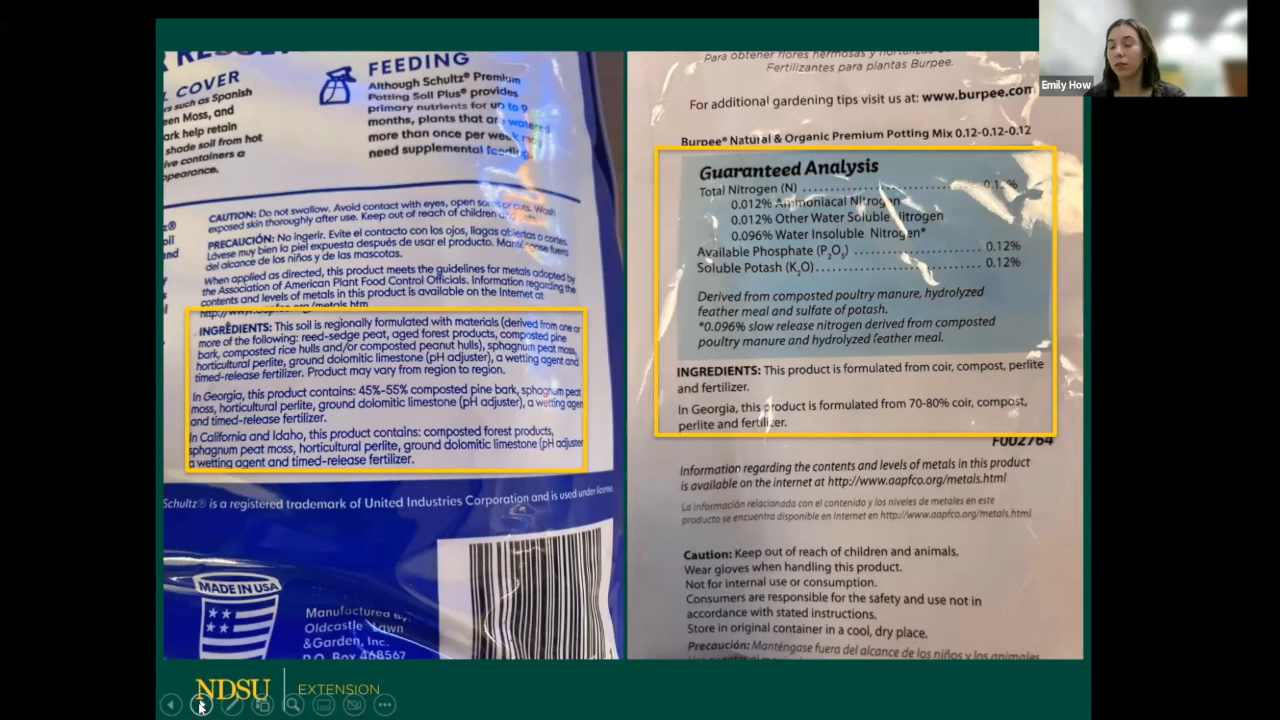 L COVER
rs such as Spanish
een Moss, and
ark help retain
shade soil from hot
ive containers a
ppearance.
FEEDING
Although Schultz® Premium
Potting Soil Plus® provides
primary nutrients for up to 9
months, plants that are watered
more than once per week may
need supplemental feeding.
CAUTION: Do not swallow. Avoid contact with eyes, open sores or cuts. Wash
exposed skin thoroughly after use. Keep out of reach of children and pets.
PRECAUCIÓN: No ingerir. Evite el contacto con los ojos, llagas abiertas o cortes.
Lávese muy bien la piel expuesta después de usar el producto. Manténgase fuera
del alcance de los niños y de las mascotas.
When applied as directed, this product meets the guidelines for metals adopted by
the Association of American Plant Food Control Officials. Information regarding the
contents and levels of metals in this product is available on the Internet at
http://www.aapfco.org/metals.htm
INGREDIENTS: This soil is regionally formulated with materials (derived from one or
more of the following: reed-sedge peat, aged forest products, composted pine
bark, composted rice hulls and/or composted peanut hulls), sphagnum peat moss,
horticultural perlite, ground dolomitic limestone (pH adjuster), a wetting agent and
timed-release fertilizer. Product may vary from region to region.
In Georgia, this product contains: 45%-55% composted pine bark, sphagnum peat
moss, horticultural perlite, ground dolomitic limestone (pH adjuster), a wetting agen
and timed-release fertilizer.
In California and Idaho, this product contains: composted forest products,
sphagnum peat moss, horticultural perlite, ground dolomitic limestone (pH adjuster
a wetting agent and timed-release fertilizer.
Schultz® is a registered trademark of United Industries Corporation and is used under license.
MADE IN USA
Manufactured By:
Oldcastle Lawn
& Garden, Inc.
P.O. Box 468567
Para obtener flores hermosas y hortalizas
Fertilizantes para plantas Burpee.
For additional gardening tips visit us at: www.burpee.com
Burpee® Natural & Organic Premium Potting Mix 0.12-0.12-0.12
Guaranteed Analysis
Total Nitrogen (N) .............................. 0.12%
0.012% Ammoniacal Nitrogen
0.012% Other Water Soluble Nitrogen
0.096% Water Insoluble Nitrogen*
Available Phosphate (P2O5) ........................ 0.12%
Soluble Potash (K2O)............................. 0.12%
Derived from composted poultry manure, hydrolyzed
feather meal and sulfate of potash.
*0.096% slow release nitrogen derived from composted
poultry manure and hydrolyzed feather meal.
INGREDIENTS: This product is formulated from coir, compost, perlite
and fertilizer.
In Georgia, this product is formulated from 70-80% coir, compost,
perlite and fertilizer.
F002764
Information regarding the contents and levels of metals in this product
is available on the internet at http://www.aapfco.org/metals.html
La información relacionada con el contenido y los niveles de metales en este
producto se encuentra disponible en Internet en http://www.aapfco.org/metals.html
Caution: Keep out of reach of children and animals.
Wear gloves when handling this product.
Not for internal use or consumption.
Consumers are responsible for the safety and use not in
accordance with stated instructions.
Store in original container in a cool, dry place.
Precaución: Manténgase fuera del alcance de los niños y los animales
Emily How
NDSU EXTENSION